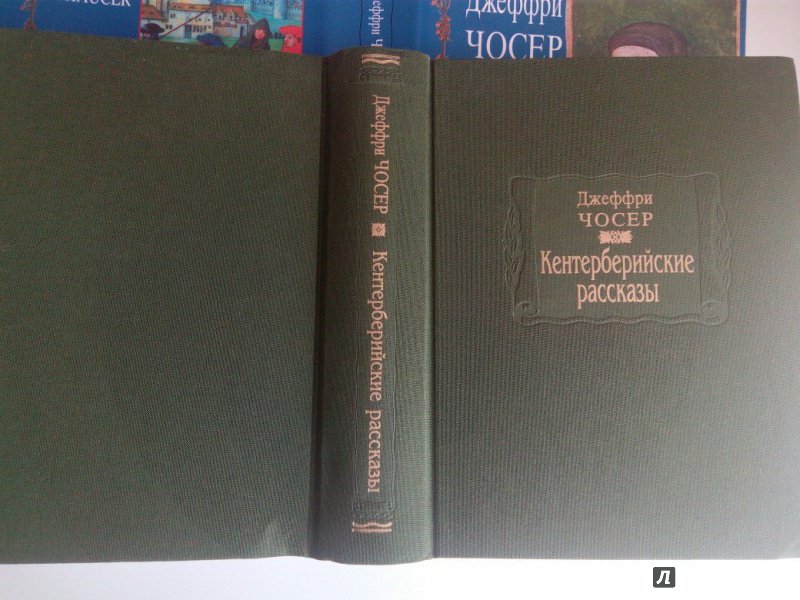 Джеффри
ЧОСЕР
Джеффри ЧОСЕР Кентерберийские рассказы
Джеффри
ЧОСЕР
Кентерберийские
рассказы
Л